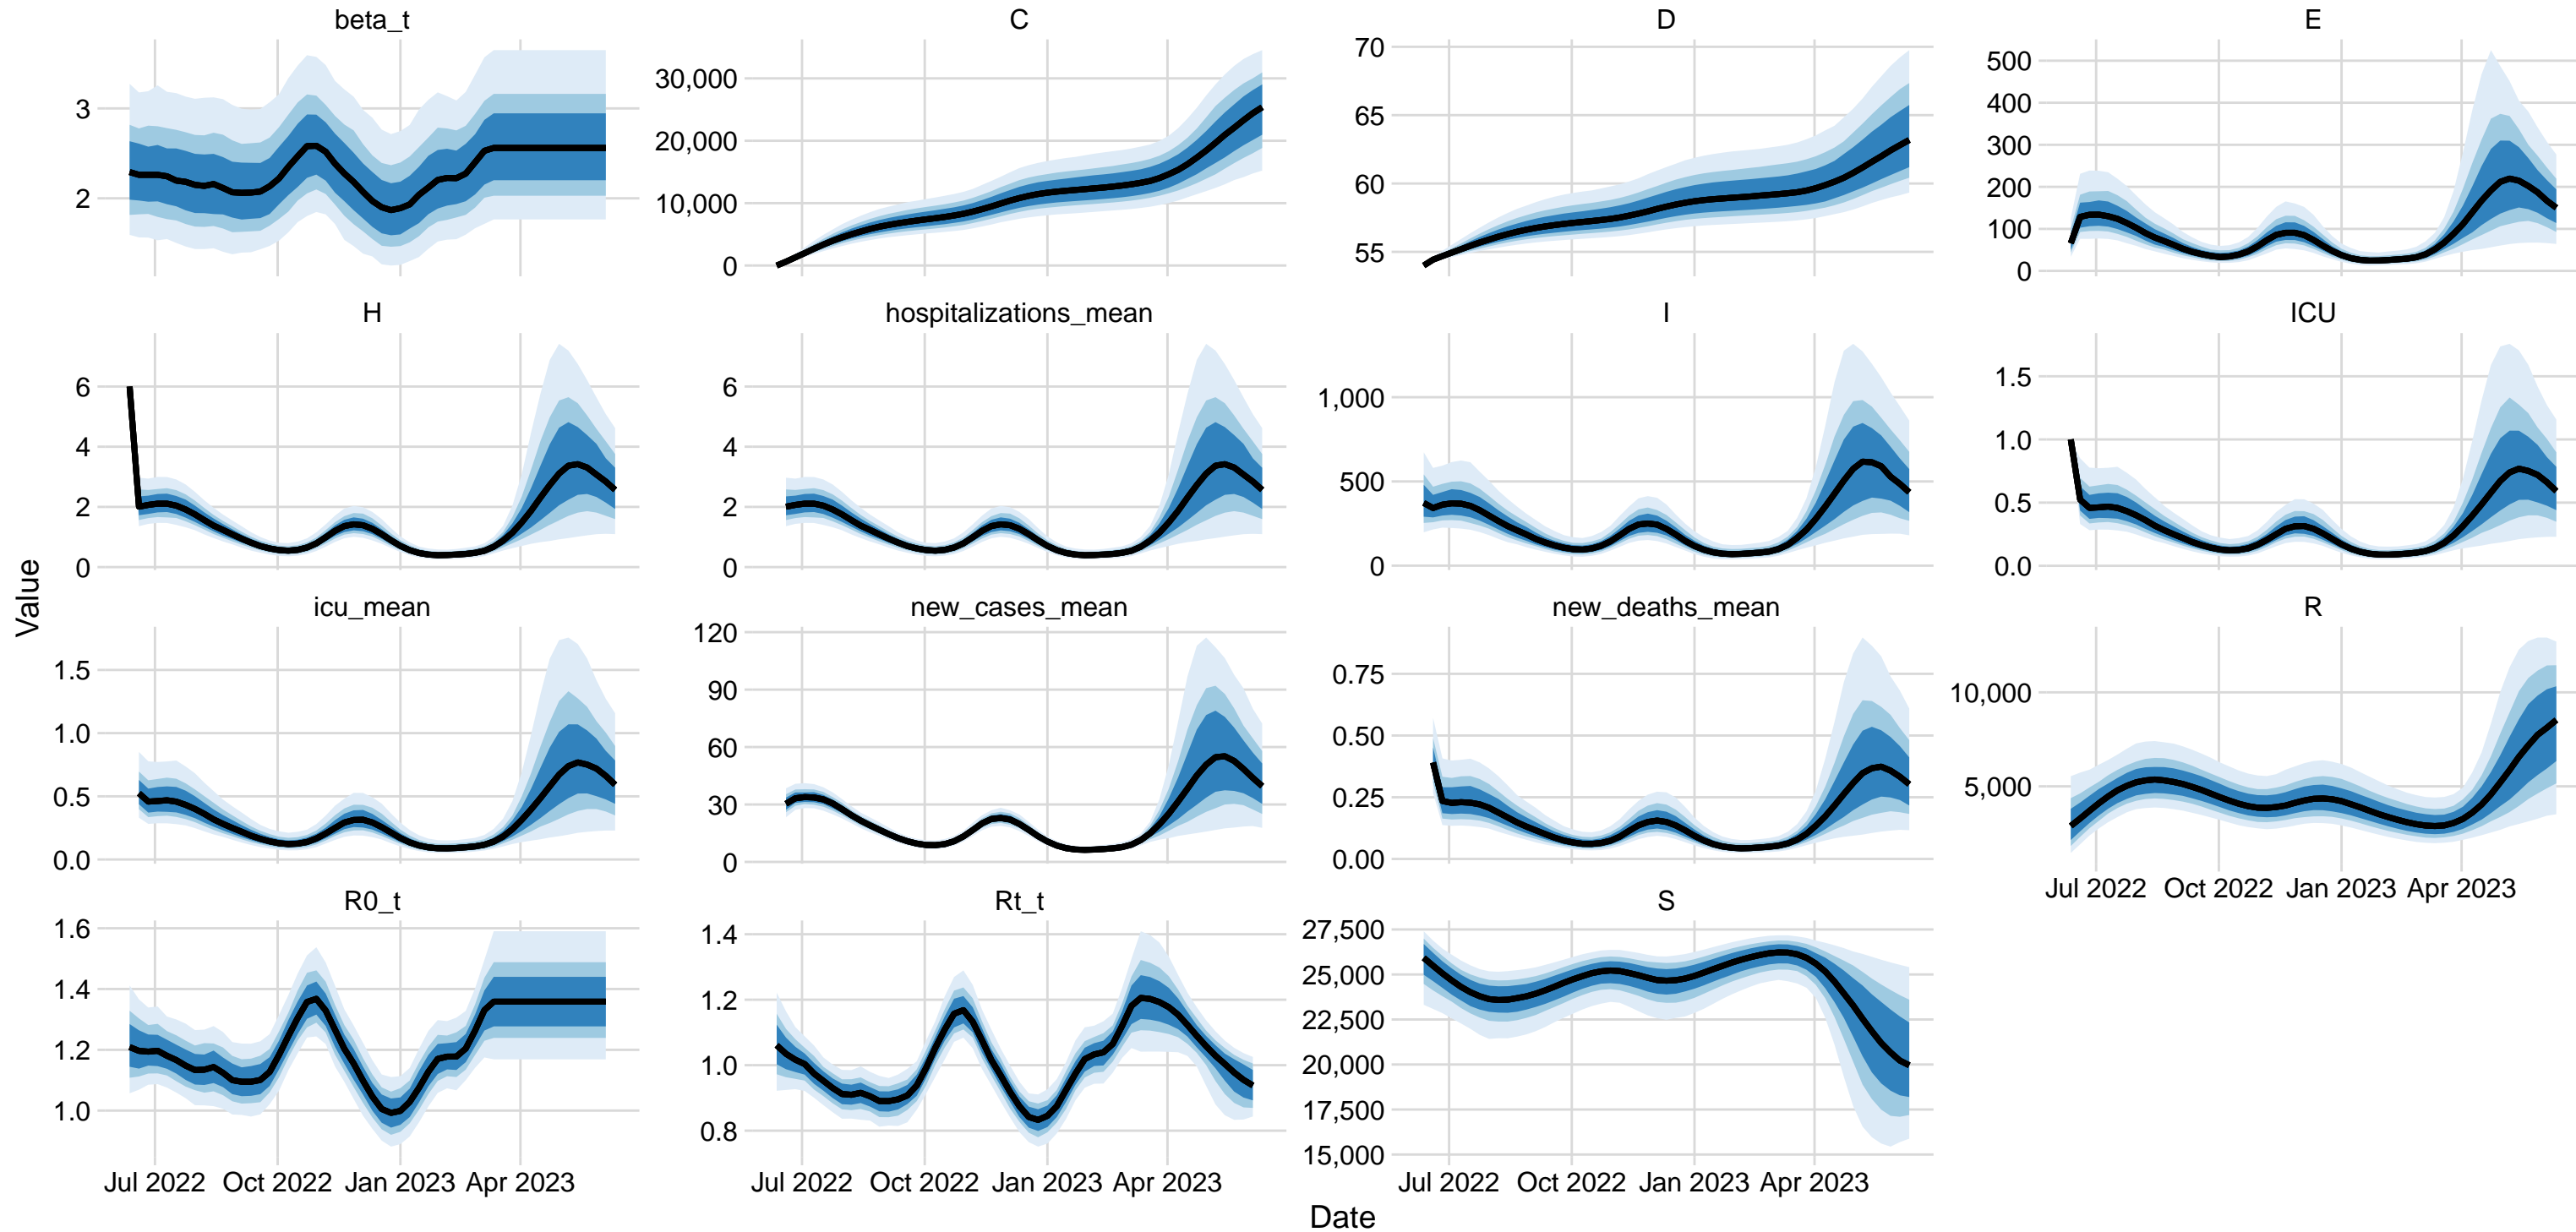 beta_t
C
D
E
3
2
30,000
20,000
10,000
0
70
65
60
55
500
400
300
200
100
0
H
hospitalizations_mean
I
ICU
6
4
2
0
6
4
2
0
1,000
500
0
1.5
1.0
0.5
0.0
Value
icu_mean
new_cases_mean
new_deaths_mean
R
1.5
1.0
0.5
0.0
120
90
60
30
0
0.75
0.50
0.25
0.00
10,000
5,000
Jul 2022 Oct 2022 Jan 2023 Apr 2023
R0_t
Rt_t
S
1.6
1.4
1.2
1.0
1.4
1.2
1.0
0.8
27,500
25,000
22,500
20,000
17,500
15,000
Jul 2022 Oct 2022 Jan 2023 Apr 2023
Jul 2022 Oct 2022 Jan 2023 Apr 2023
Jul 2022 Oct 2022 Jan 2023 Apr 2023
Date